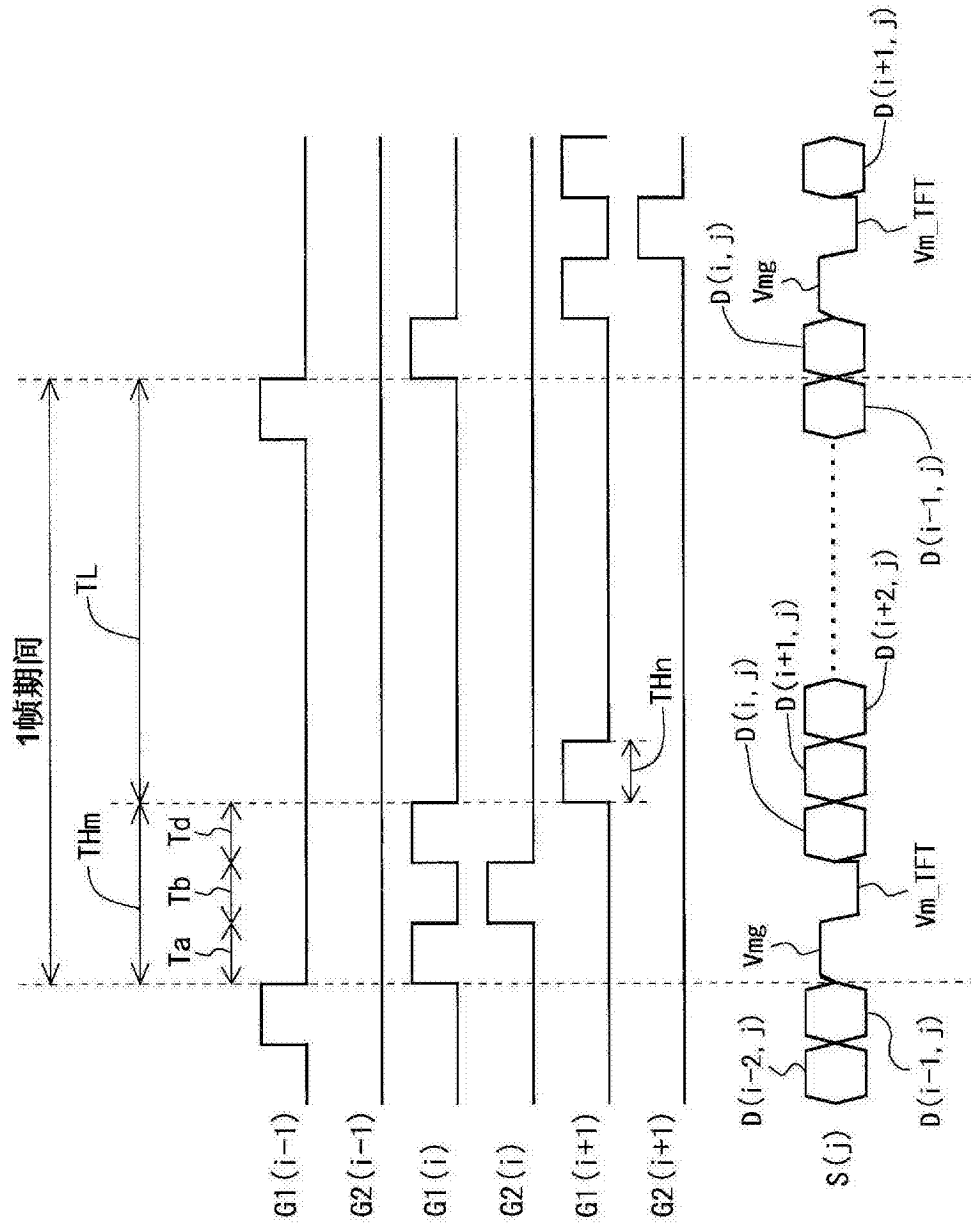 1帧期间
THm
TL
Ta
Tb
Td
G1(i-1)
G2(i-1)
G1(i)
G2(i)
G1(i+1)
THn
G2(i+1)
S(j)
D(i-2, j)
D(i-1, j)
Vmg
Vm_TFT
D(i, j)
D(i+1, j)
D(i+2, j)
D(i-1, j)
D(i, j)
Vmg
Vm_TFT
D(i+1, j)